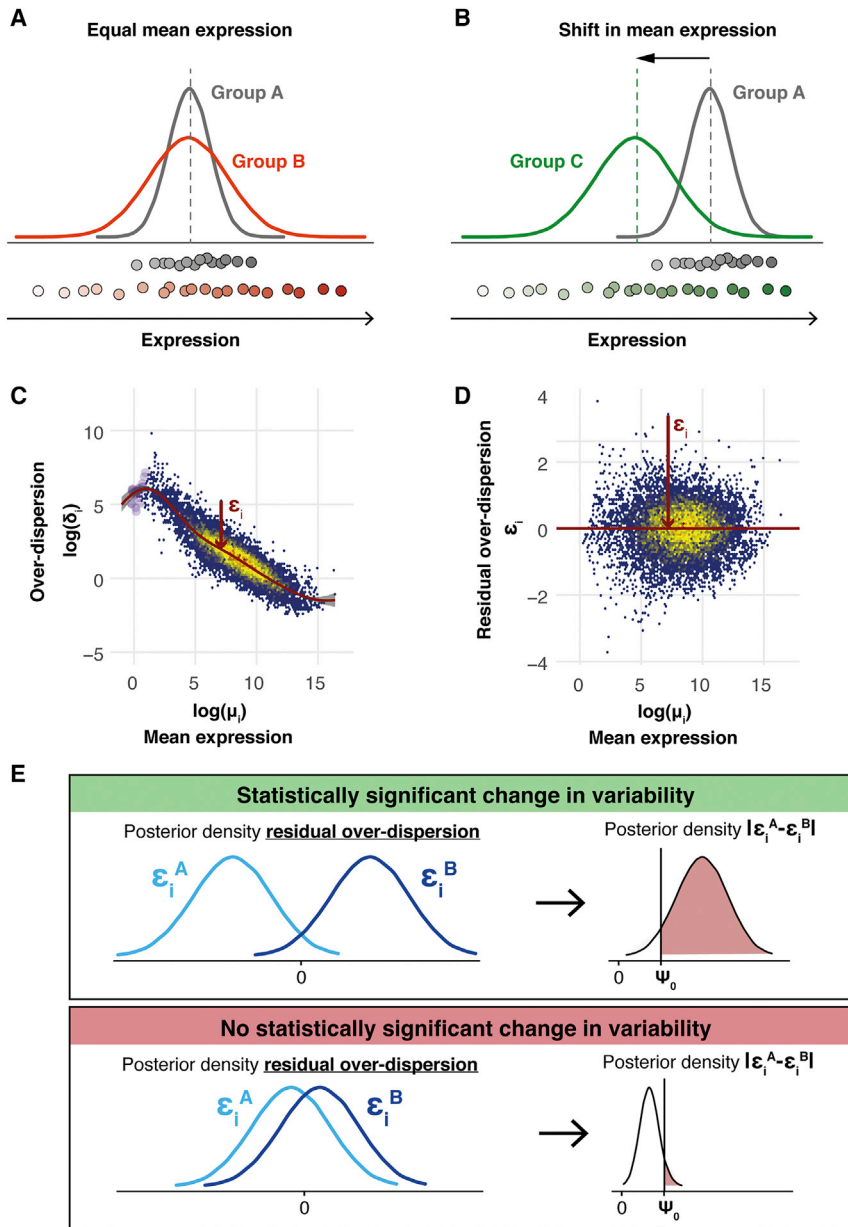 A
Equal mean expression
Group A
Group B
Expression
B
Shift in mean expression
Group A
Group C
Expression
C
Over-dispersion
log(δᵢ)
10
5
0
−5
εᵢ
0 5 10 15
log(μᵢ)
Mean expression
D
Residual over-dispersion
εᵢ
4
2
0
−2
−4
εᵢ
0 5 10 15
log(μᵢ)
Mean expression
E
Statistically significant change in variability
Posterior density residual over-dispersion
εᵢᴬ εᵢᴮ
0
Posterior density |εᵢᴬ-εᵢᴮ|
0 Ψ₀
No statistically significant change in variability
Posterior density residual over-dispersion
εᵢᴬ εᵢᴮ
0
Posterior density |εᵢᴬ-εᵢᴮ|
0 Ψ₀